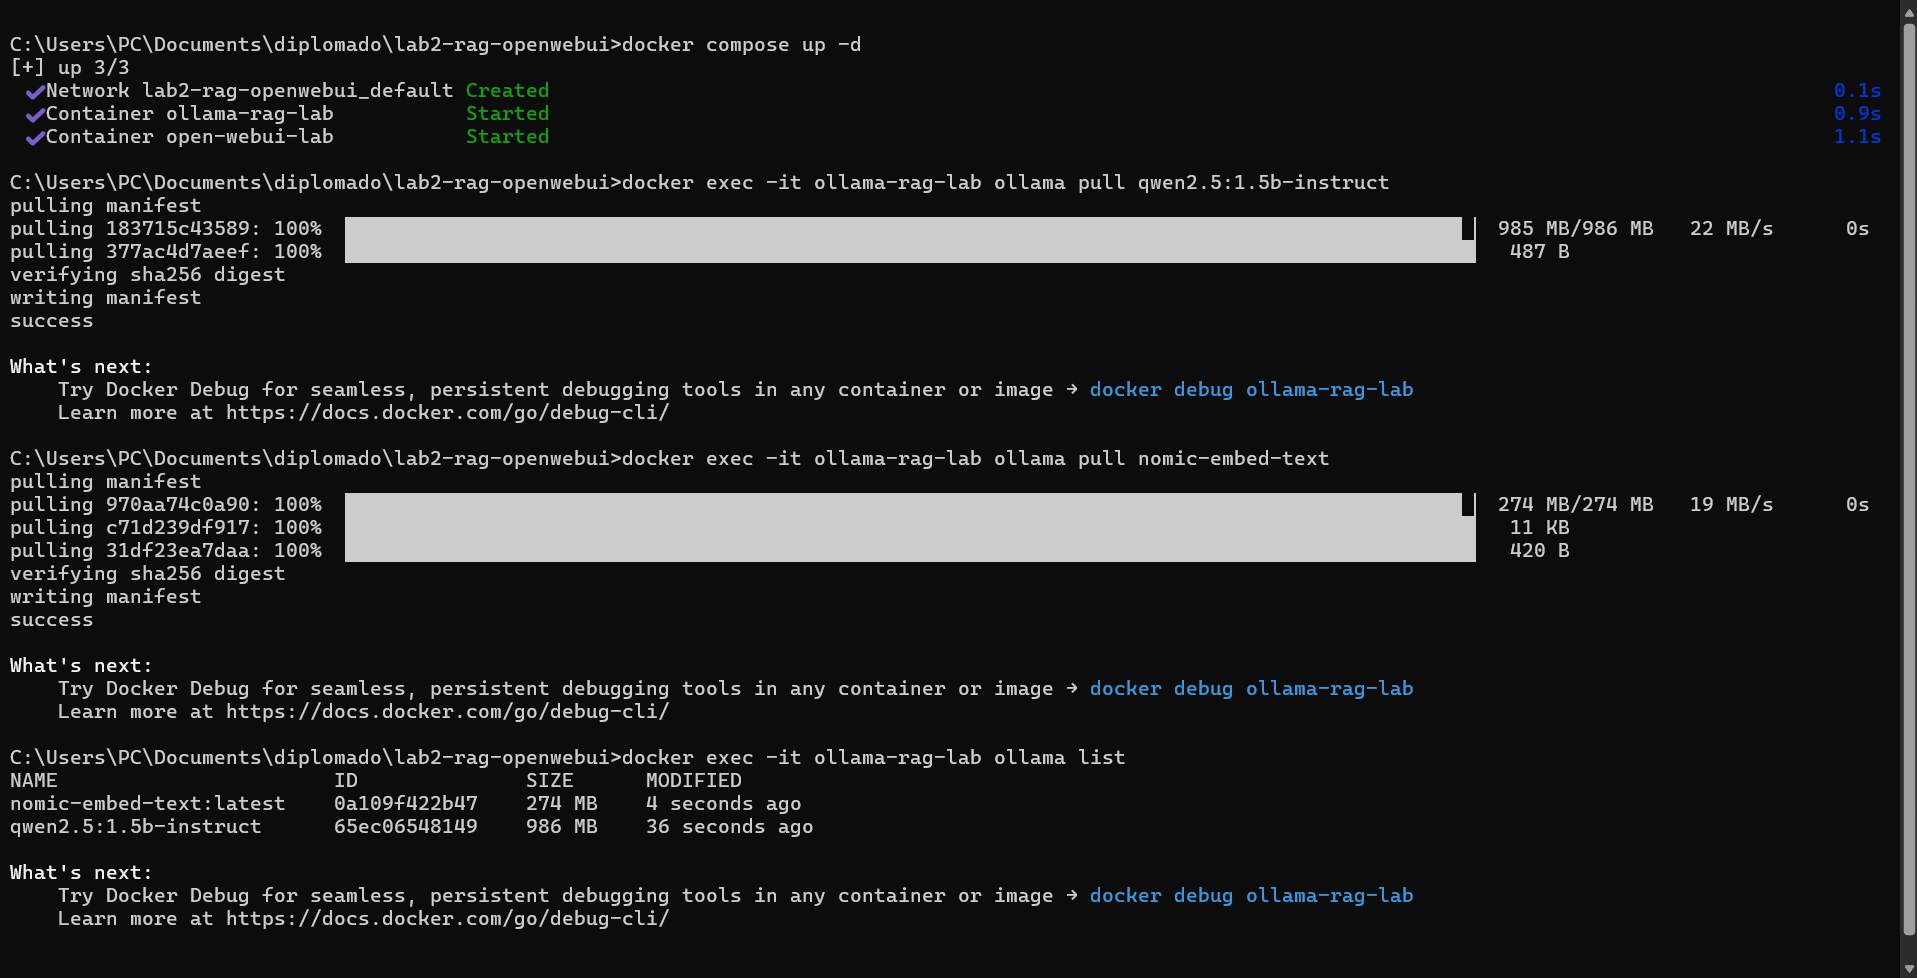 C:\Users\PC\Documents\diplomado\lab2-rag-openwebui>docker compose up -d
[+] up 3/3
✔Network lab2-rag-openwebui_default Created 0.1s
✔Container ollama-rag-lab Started 0.9s
✔Container open-webui-lab Started 1.1s
C:\Users\PC\Documents\diplomado\lab2-rag-openwebui>docker exec -it ollama-rag-lab ollama pull qwen2.5:1.5b-instruct
pulling manifest
pulling 183715c43589: 100% 985 MB/986 MB 22 MB/s 0s
pulling 377ac4d7aeef: 100% 487 B
verifying sha256 digest
writing manifest
success
What's next:
Try Docker Debug for seamless, persistent debugging tools in any container or image → docker debug ollama-rag-lab
Learn more at https://docs.docker.com/go/debug-cli/
C:\Users\PC\Documents\diplomado\lab2-rag-openwebui>docker exec -it ollama-rag-lab ollama pull nomic-embed-text
pulling manifest
pulling 970aa74c0a90: 100% 274 MB/274 MB 19 MB/s 0s
pulling c71d239df917: 100% 11 KB
pulling 31df23ea7daa: 100% 420 B
verifying sha256 digest
writing manifest
success
What's next:
Try Docker Debug for seamless, persistent debugging tools in any container or image → docker debug ollama-rag-lab
Learn more at https://docs.docker.com/go/debug-cli/
C:\Users\PC\Documents\diplomado\lab2-rag-openwebui>docker exec -it ollama-rag-lab ollama list
NAME ID SIZE MODIFIED
nomic-embed-text:latest 0a109f422b47 274 MB 4 seconds ago
qwen2.5:1.5b-instruct 65ec06548149 986 MB 36 seconds ago
What's next:
Try Docker Debug for seamless, persistent debugging tools in any container or image → docker debug ollama-rag-lab
Learn more at https://docs.docker.com/go/debug-cli/